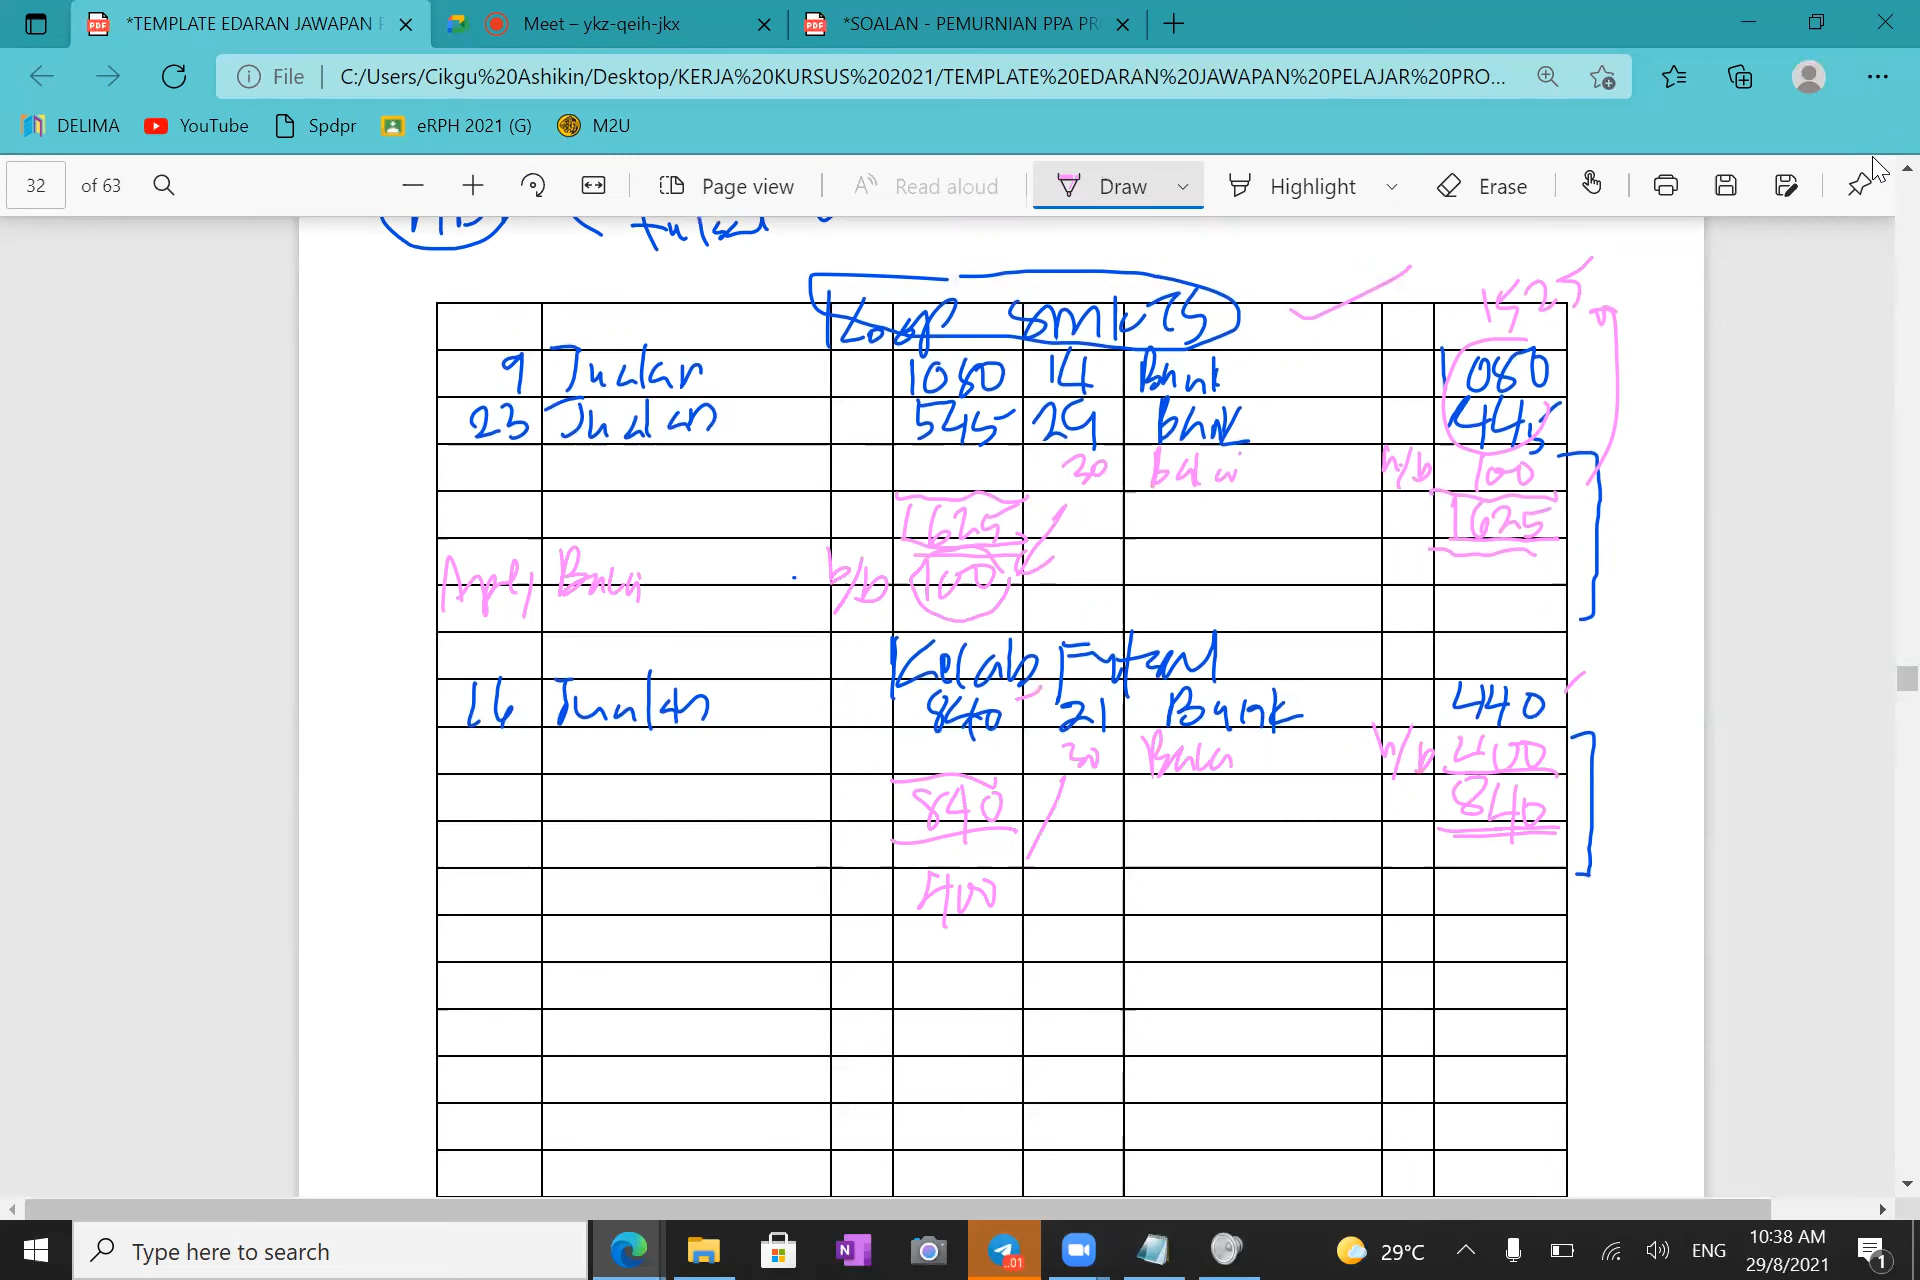 *TEMPLATE EDARAN JAWAPAN P
Meet – ykz-qeih-jkx
*SOALAN - PEMURNIAN PPA PR
File
C:/Users/Cikgu%20Ashikin/Desktop/KERJA%20KURSUS%202021/TEMPLATE%20EDARAN%20JAWAPAN%20PELAJAR%20PRO...
DELIMA YouTube Spdpr eRPH 2021 (G) M2U
32 of 63 Page view Read aloud Draw Highlight Erase
1525
Koop SMKTS
9 Jualan 1080 14 Bank 1080
23 Jualan 545 29 Bank 445
30 baki h/b 100
1625 1625
Baki b/b 100
Kelab Futsal
16 Jualan 840 21 Bank 440
30 Baki h/b 400
840 840
400
Type here to search
29°C ENG 10:38 AM
29/8/2021
1